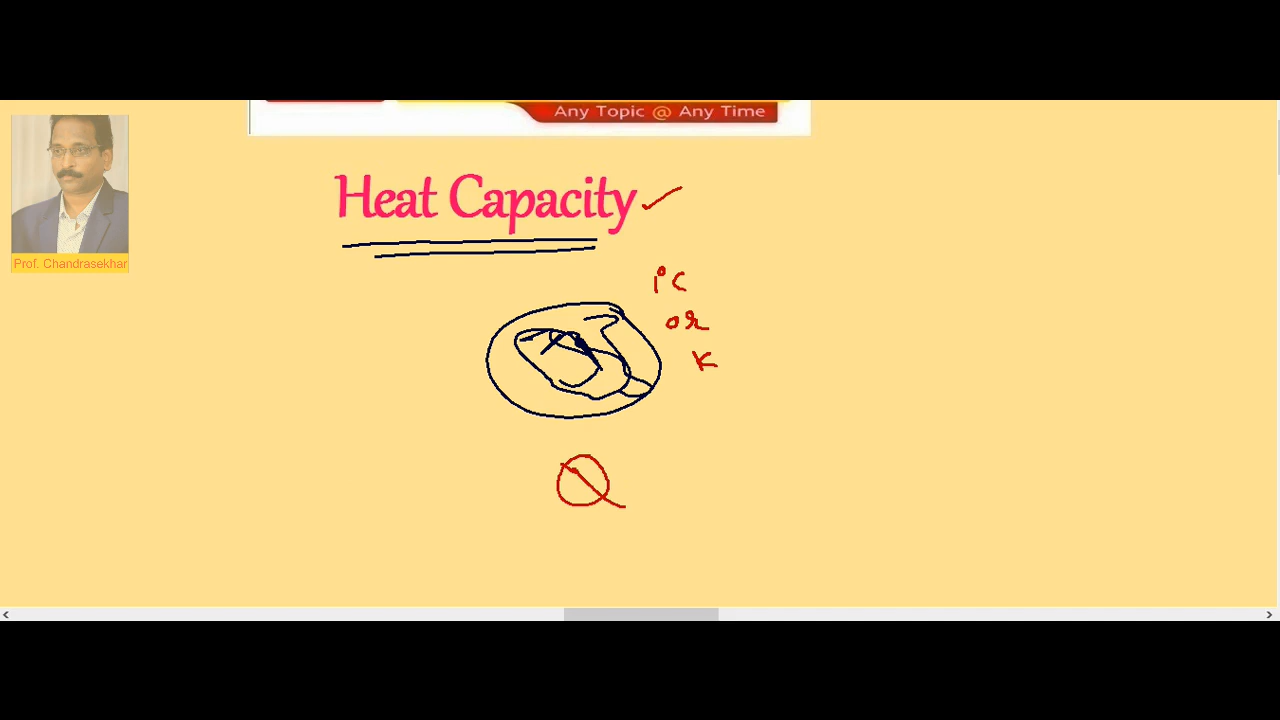 Any Topic @ Any Time
Heat Capacity
Prof. Chandrasekhar
1°C
or
K
Q